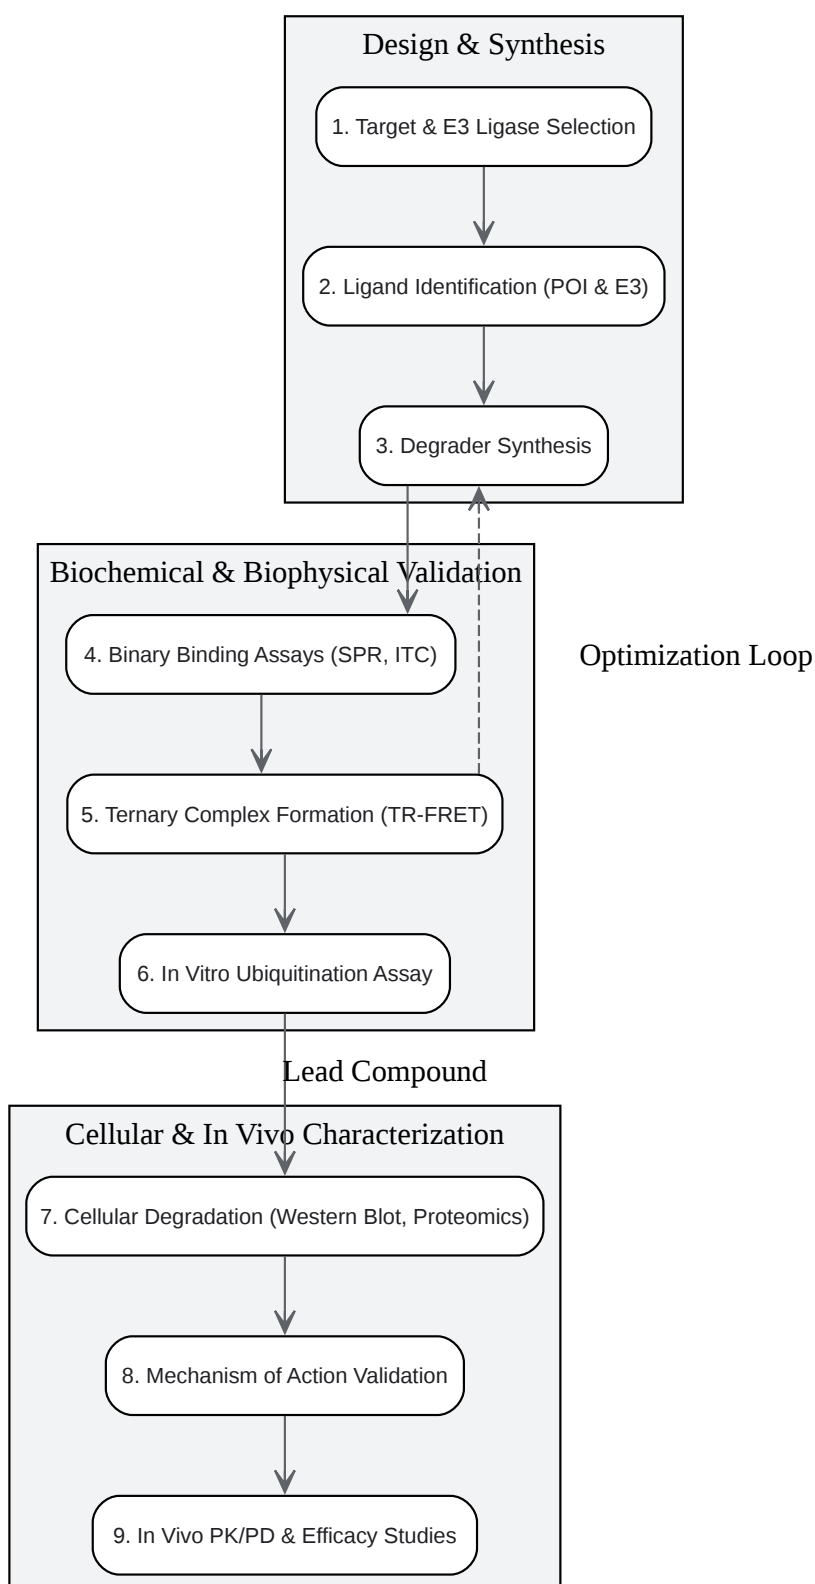 Design & Synthesis
1. Target & E3 Ligase Selection
2. Ligand Identification (POI & E3)
3. Degrader Synthesis
Biochemical & Biophysical Validation
4. Binary Binding Assays (SPR, ITC)
Optimization Loop
5. Ternary Complex Formation (TR-FRET)
6. In Vitro Ubiquitination Assay
Lead Compound
Cellular & In Vivo Characterization
7. Cellular Degradation (Western Blot, Proteomics)
8. Mechanism of Action Validation
9. In Vivo PK/PD & Efficacy Studies